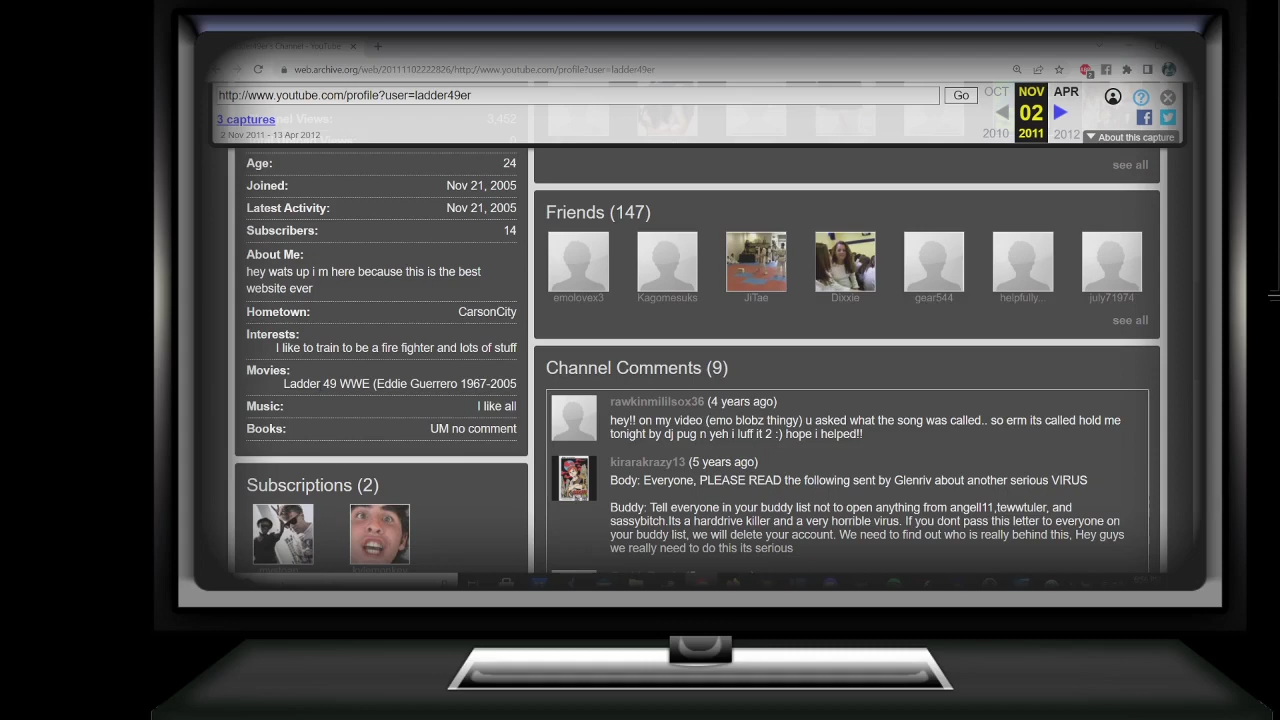 er49er's Channel - YouTube
web.archive.org/web/20111102222826/http://www.youtube.com/profile?user=ladder49er
http://www.youtube.com/profile?user=ladder49er
Go
OCT
NOV
APR
3 captures
02
2 Nov 2011 - 13 Apr 2012
2010
2011
2012
About this capture
Channel Views: 3,452
Age: 24
Joined: Nov 21, 2005
Latest Activity: Nov 21, 2005
Subscribers: 14
About Me:
hey wats up i m here because this is the best
website ever
Hometown: CarsonCity
Interests:
I like to train to be a fire fighter and lots of stuff
Movies:
Ladder 49 WWE (Eddie Guerrero 1967-2005
Music: I like all
Books: UM no comment
Subscriptions (2)
see all
Friends (147)
emolovex3
Kagomesuks
JiTae
Dixxie
gear544
helpfully...
july71974
see all
Channel Comments (9)
rawkinmililsox36 (4 years ago)
hey!! on my video (emo blobz thingy) u asked what the song was called.. so erm its called hold me
tonight by dj pug n yeh i luff it 2 :) hope i helped!!
kirarakrazy13 (5 years ago)
Body: Everyone, PLEASE READ the following sent by Glenriv about another serious VIRUS
Buddy: Tell everyone in your buddy list not to open anything from angell11,tewwtuler, and
sassybitch.Its a harddrive killer and a very horrible virus. If you dont pass this letter to everyone on
your buddy list, we will delete your account. We need to find out who is really behind this, Hey guys
we really need to do this its serious